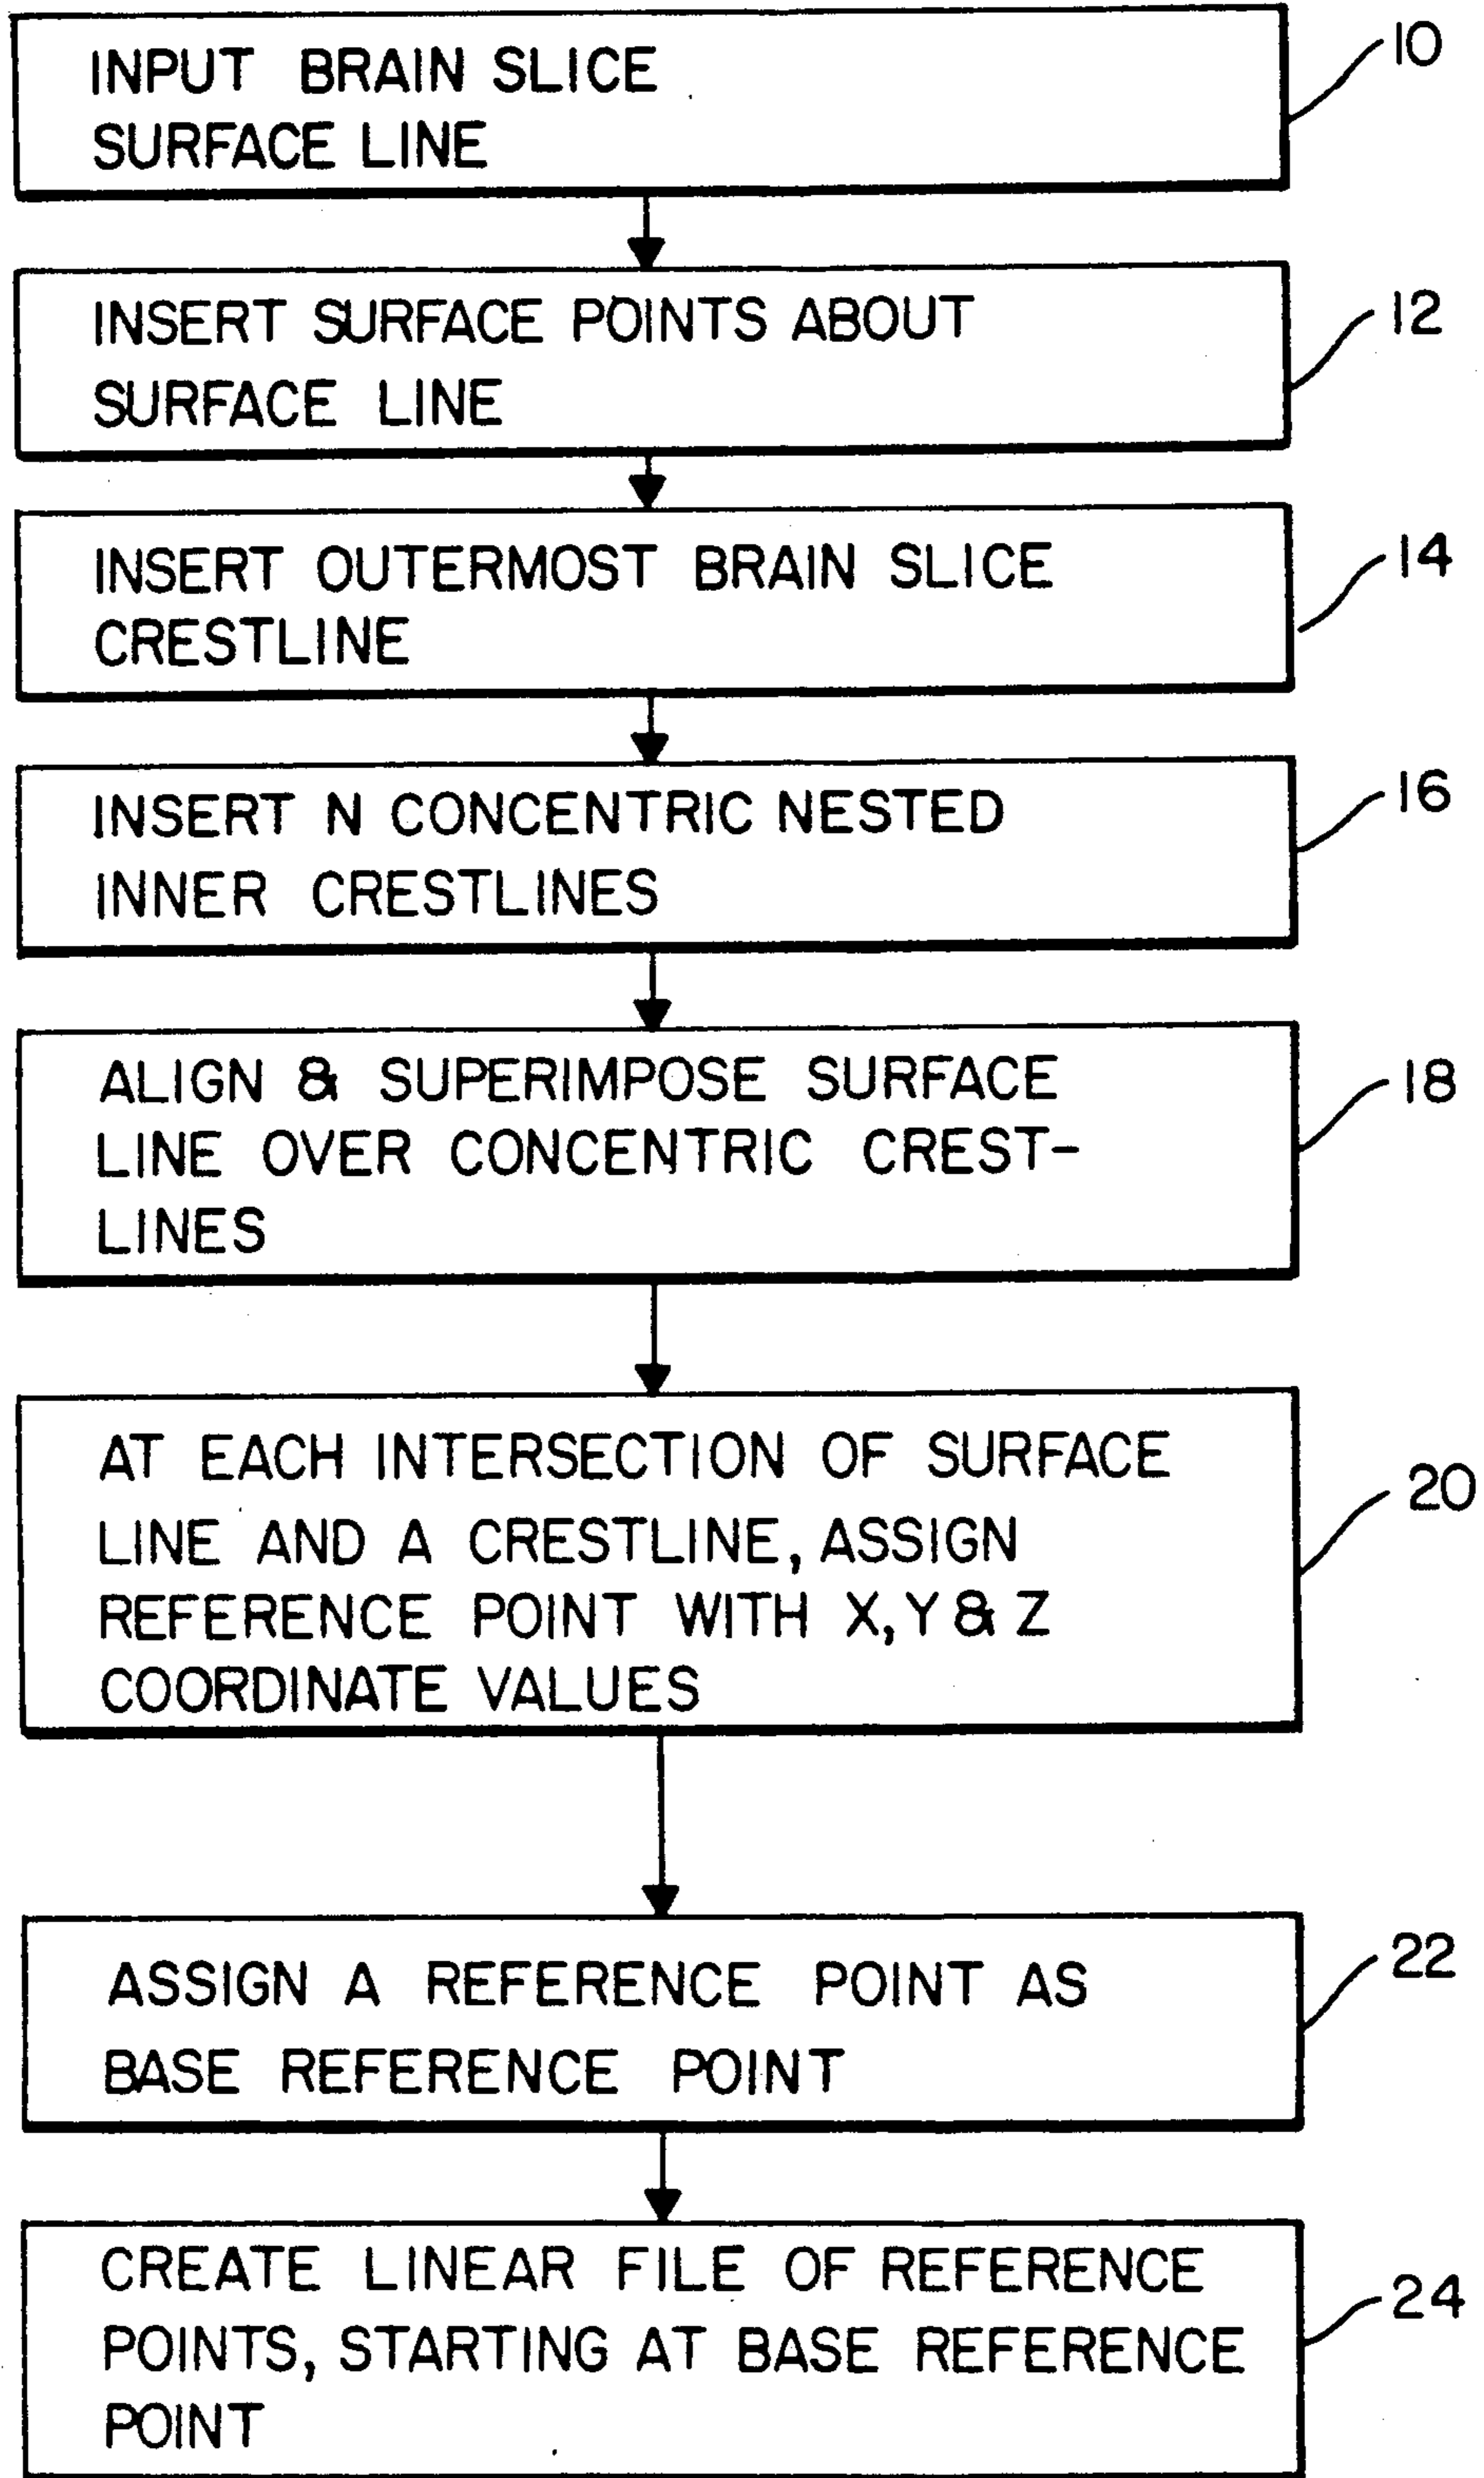 INPUT BRAIN SLICE
SURFACE LINE
10
INSERT SURFACE POINTS ABOUT
SURFACE LINE
12
INSERT OUTERMOST BRAIN SLICE
CRESTLINE
14
INSERT N CONCENTRIC NESTED
INNER CRESTLINES
16
ALIGN & SUPERIMPOSE SURFACE
LINE OVER CONCENTRIC CREST-
LINES
18
AT EACH INTERSECTION OF SURFACE
LINE AND A CRESTLINE, ASSIGN
REFERENCE POINT WITH X, Y & Z
COORDINATE VALUES
20
ASSIGN A REFERENCE POINT AS
BASE REFERENCE POINT
22
CREATE LINEAR FILE OF REFERENCE
POINTS, STARTING AT BASE REFERENCE
POINT
24